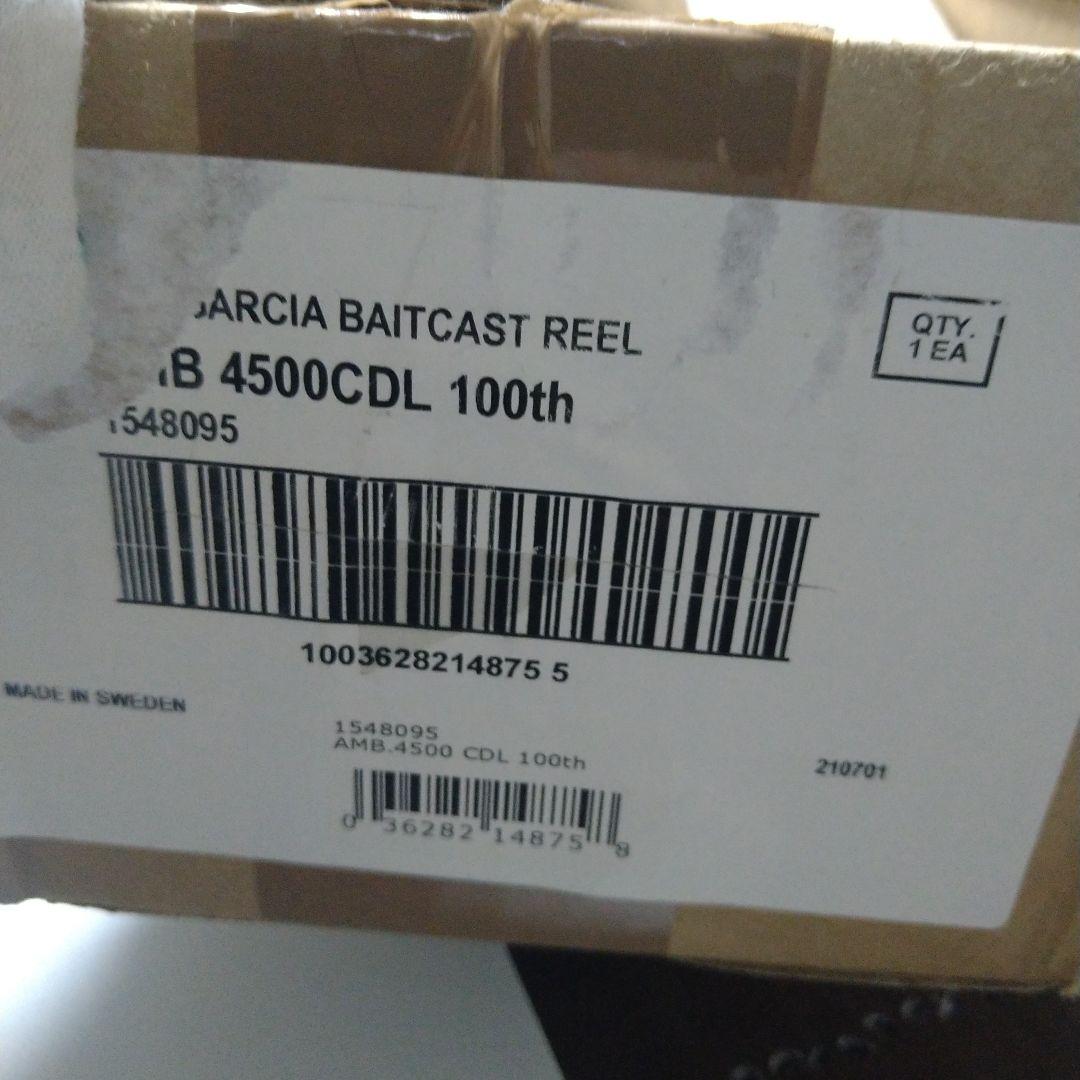 GARCIA BAITCAST REEL
QTY.
1 EA
4500CDL 100th
1548095
1003628214875 5
MADE IN SWEDEN
1548095
AMB.4500 CDL 100th
210701
0 36282 14875 8